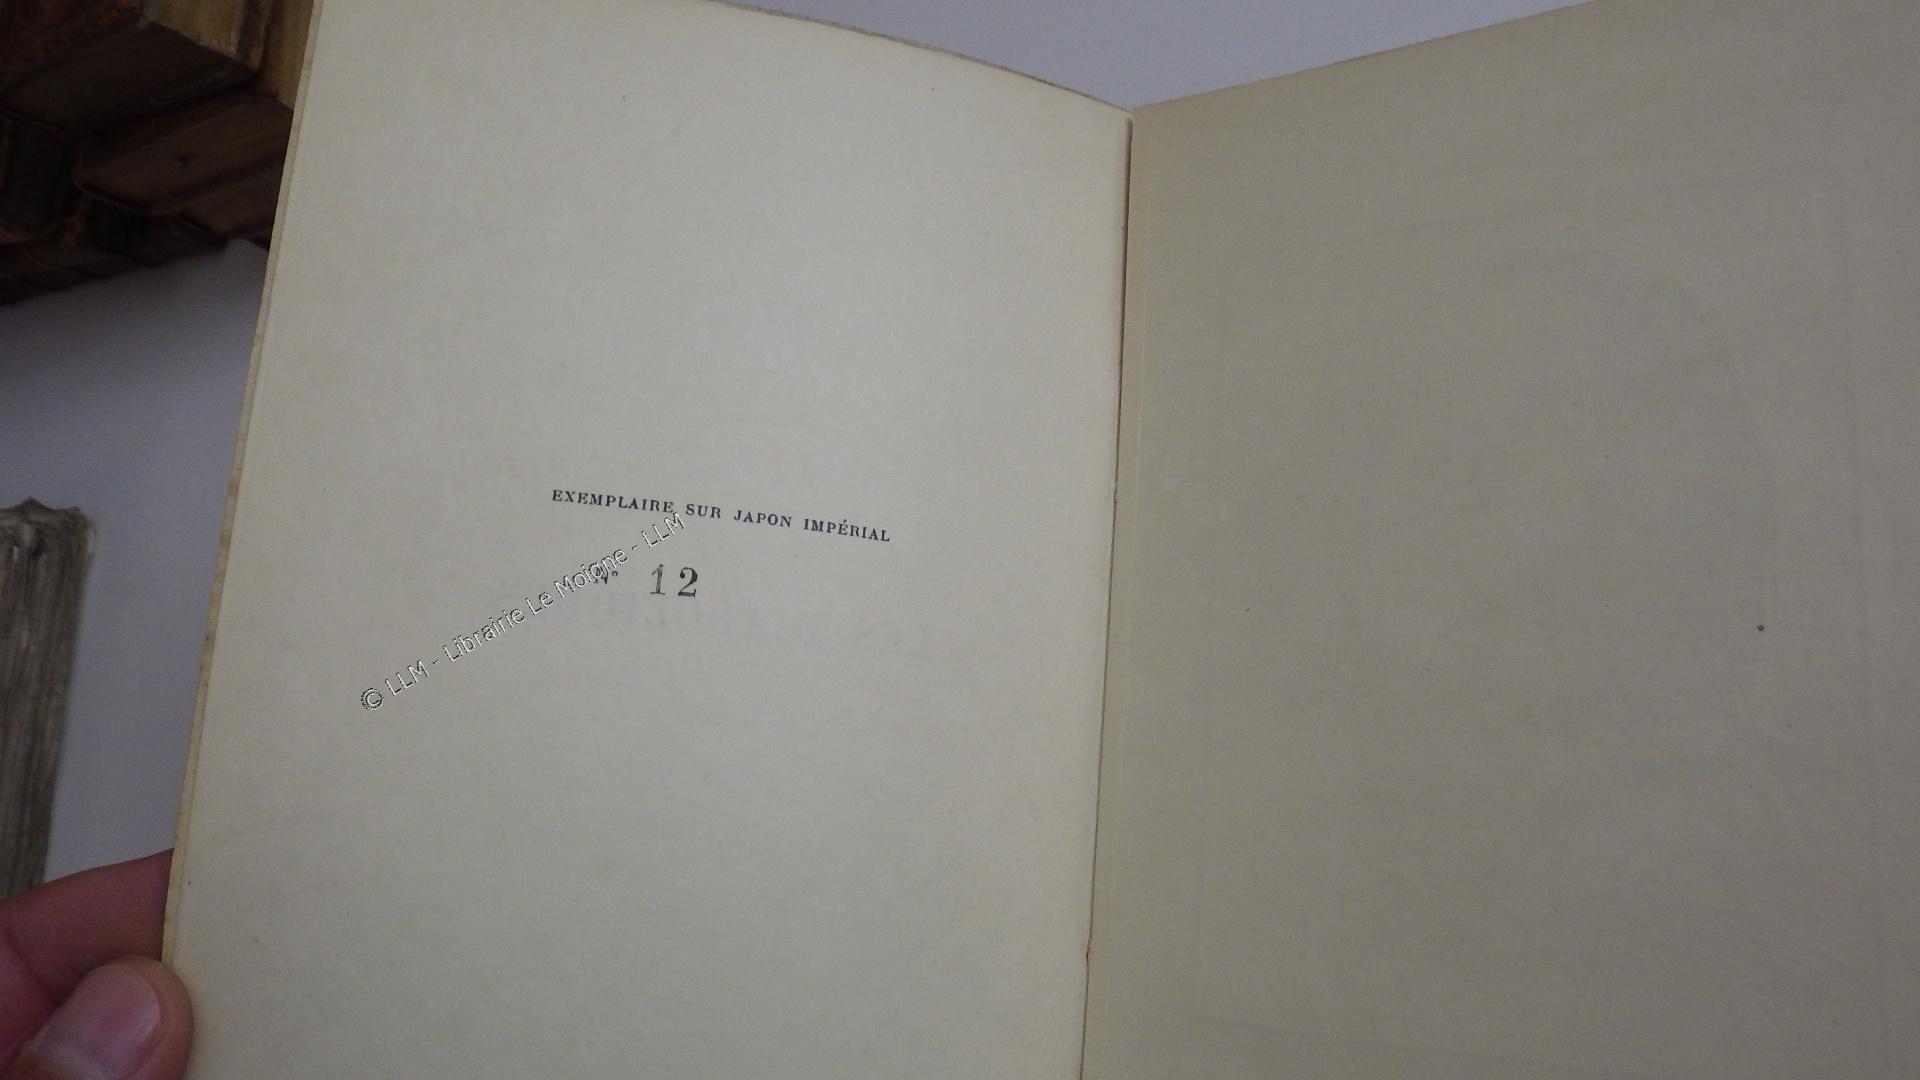 EXEMPLAIRE SUR JAPON IMPÉRIAL
N° 12
© LLM - Librairie Le Moigne - LLM